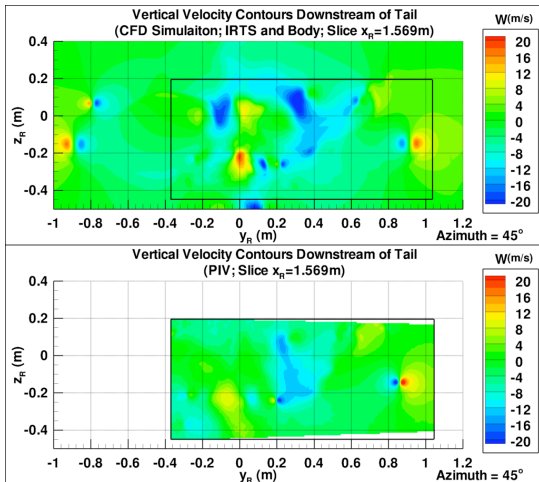 Vertical Velocity Contours Downstream of Tail
(CFD Simulaiton; IRTS and Body; Slice xR=1.569m)
W(m/s)
20
16
12
8
4
0
-4
-8
-12
-16
-20
zR (m)
0.4
0.2
0
-0.2
-0.4
-1 -0.8 -0.6 -0.4 -0.2 0 0.2 0.4 0.6 0.8 1 1.2
yR (m)
Azimuth = 45°
Vertical Velocity Contours Downstream of Tail
(PIV; Slice xR=1.569m)
W(m/s)
20
16
12
8
4
0
-4
-8
-12
-16
-20
zR (m)
0.4
0.2
0
-0.2
-0.4
-1 -0.8 -0.6 -0.4 -0.2 0 0.2 0.4 0.6 0.8 1 1.2
yR (m)
Azimuth = 45°